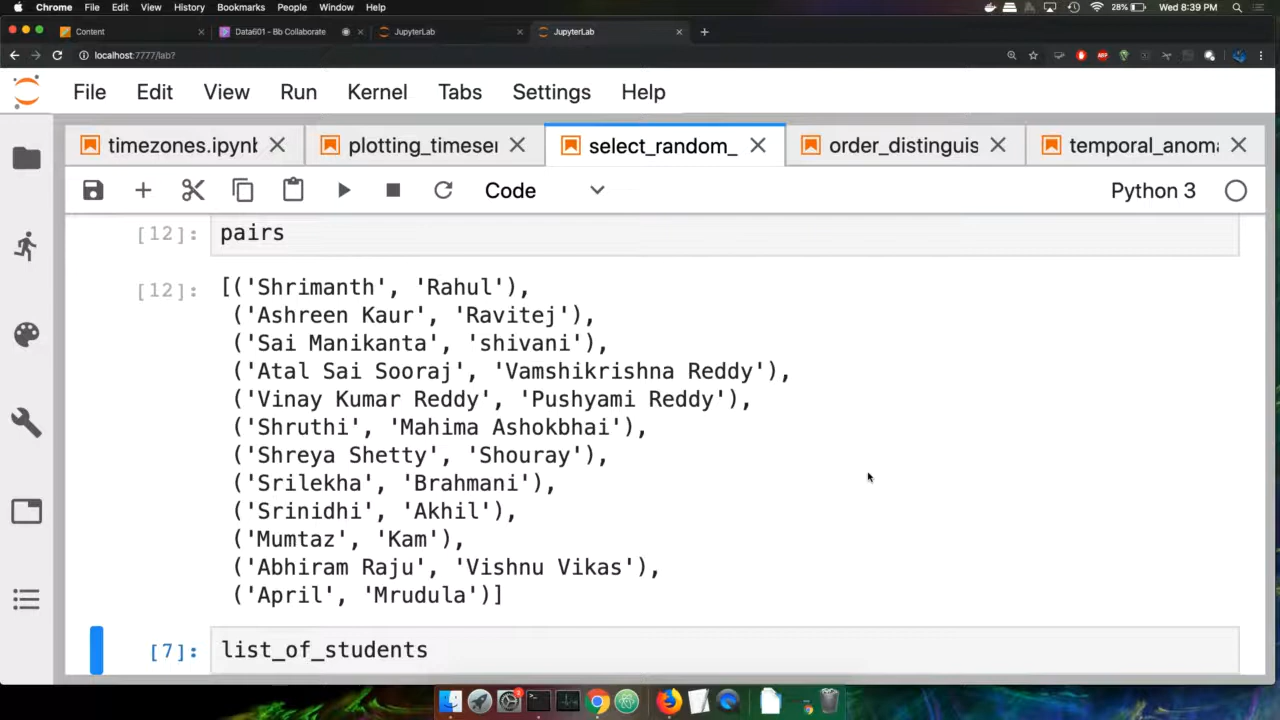 Chrome File Edit View History Bookmarks People Window Help 28% Wed 8:39 PM
Content Data601 - Bb Collaborate JupyterLab JupyterLab
localhost:7777/lab?
File Edit View Run Kernel Tabs Settings Help
timezones.ipynb plotting_timeser select_random_ order_distinguis temporal_anoma
Code Python 3
[12]: pairs
[12]: [('Shrimanth', 'Rahul'),
('Ashreen Kaur', 'Ravitej'),
('Sai Manikanta', 'shivani'),
('Atal Sai Sooraj', 'Vamshikrishna Reddy'),
('Vinay Kumar Reddy', 'Pushyami Reddy'),
('Shruthi', 'Mahima Ashokbhai'),
('Shreya Shetty', 'Shouray'),
('Srilekha', 'Brahmani'),
('Srinidhi', 'Akhil'),
('Mumtaz', 'Kam'),
('Abhiram Raju', 'Vishnu Vikas'),
('April', 'Mrudula')]
[7]: list_of_students